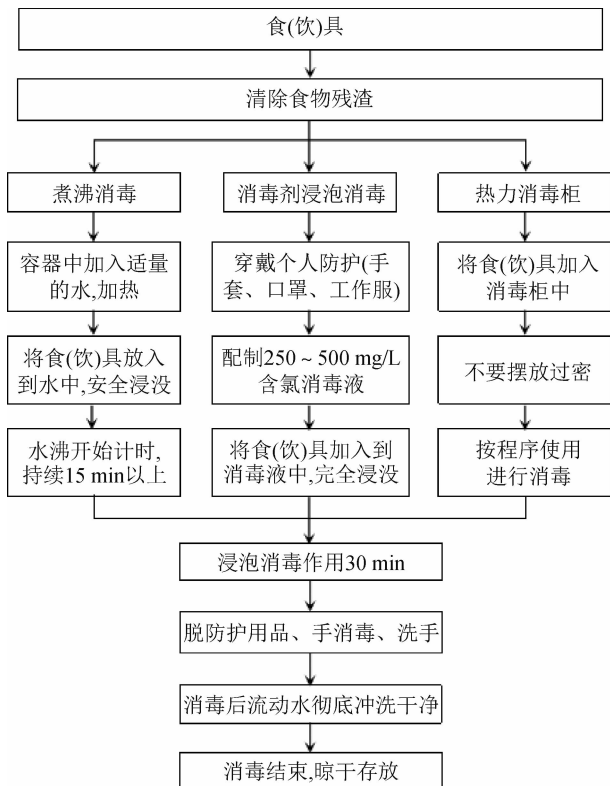 食(饮)具
清除食物残渣
煮沸消毒
消毒剂浸泡消毒
热力消毒柜
容器中加入适量
的水,加热
穿戴个人防护(手
套、口罩、工作服)
将食(饮)具加入
消毒柜中
将食(饮)具放入
到水中,安全浸没
配制250 ~ 500 mg/L
含氯消毒液
不要摆放过密
水沸开始计时,
持续15 min以上
将食(饮)具加入到
消毒液中,完全浸没
按程序使用
进行消毒
浸泡消毒作用30 min
脱防护用品、手消毒、洗手
消毒后流动水彻底冲洗干净
消毒结束,晾干存放